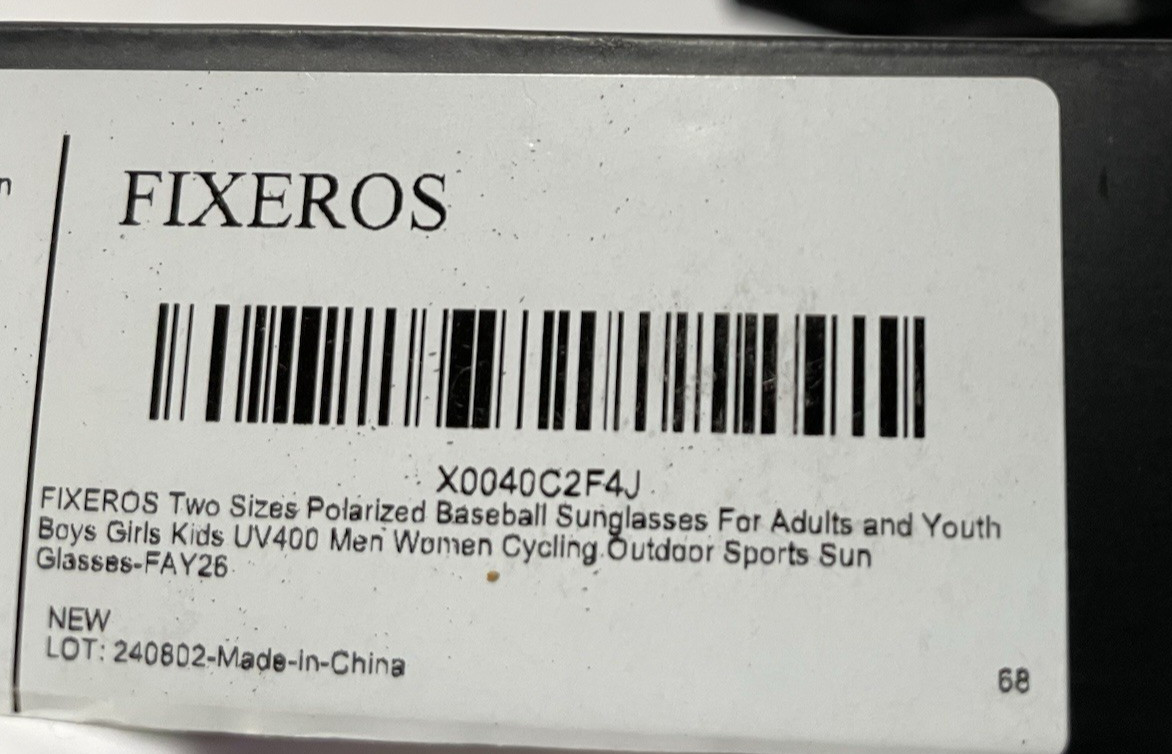 FIXEROS
X0040C2F4J
FIXEROS Two Sizes Polarized Baseball Sunglasses For Adults and Youth
Boys Girls Kids UV400 Men Women Cycling Outdoor Sports Sun
Glasses-FAY26
NEW
LOT: 240802-Made-in-China
68